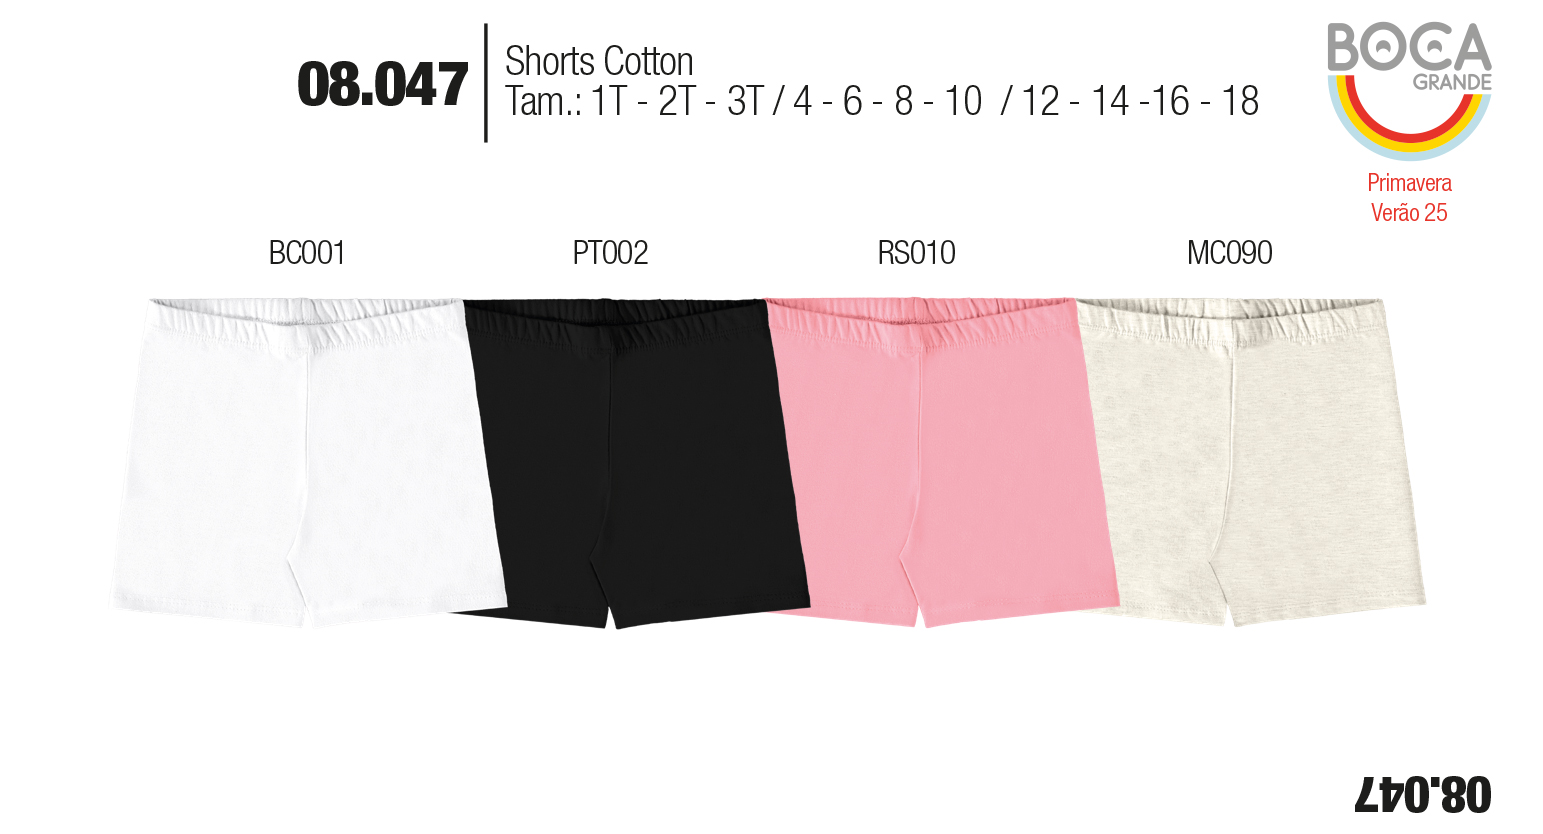 08.047
Shorts Cotton
Tam.: 1T - 2T - 3T / 4 - 6 - 8 - 10 / 12 - 14 -16 - 18
BOCA
GRANDE
Primavera
Verão 25
BC001
PT002
RS010
MC090
08.047